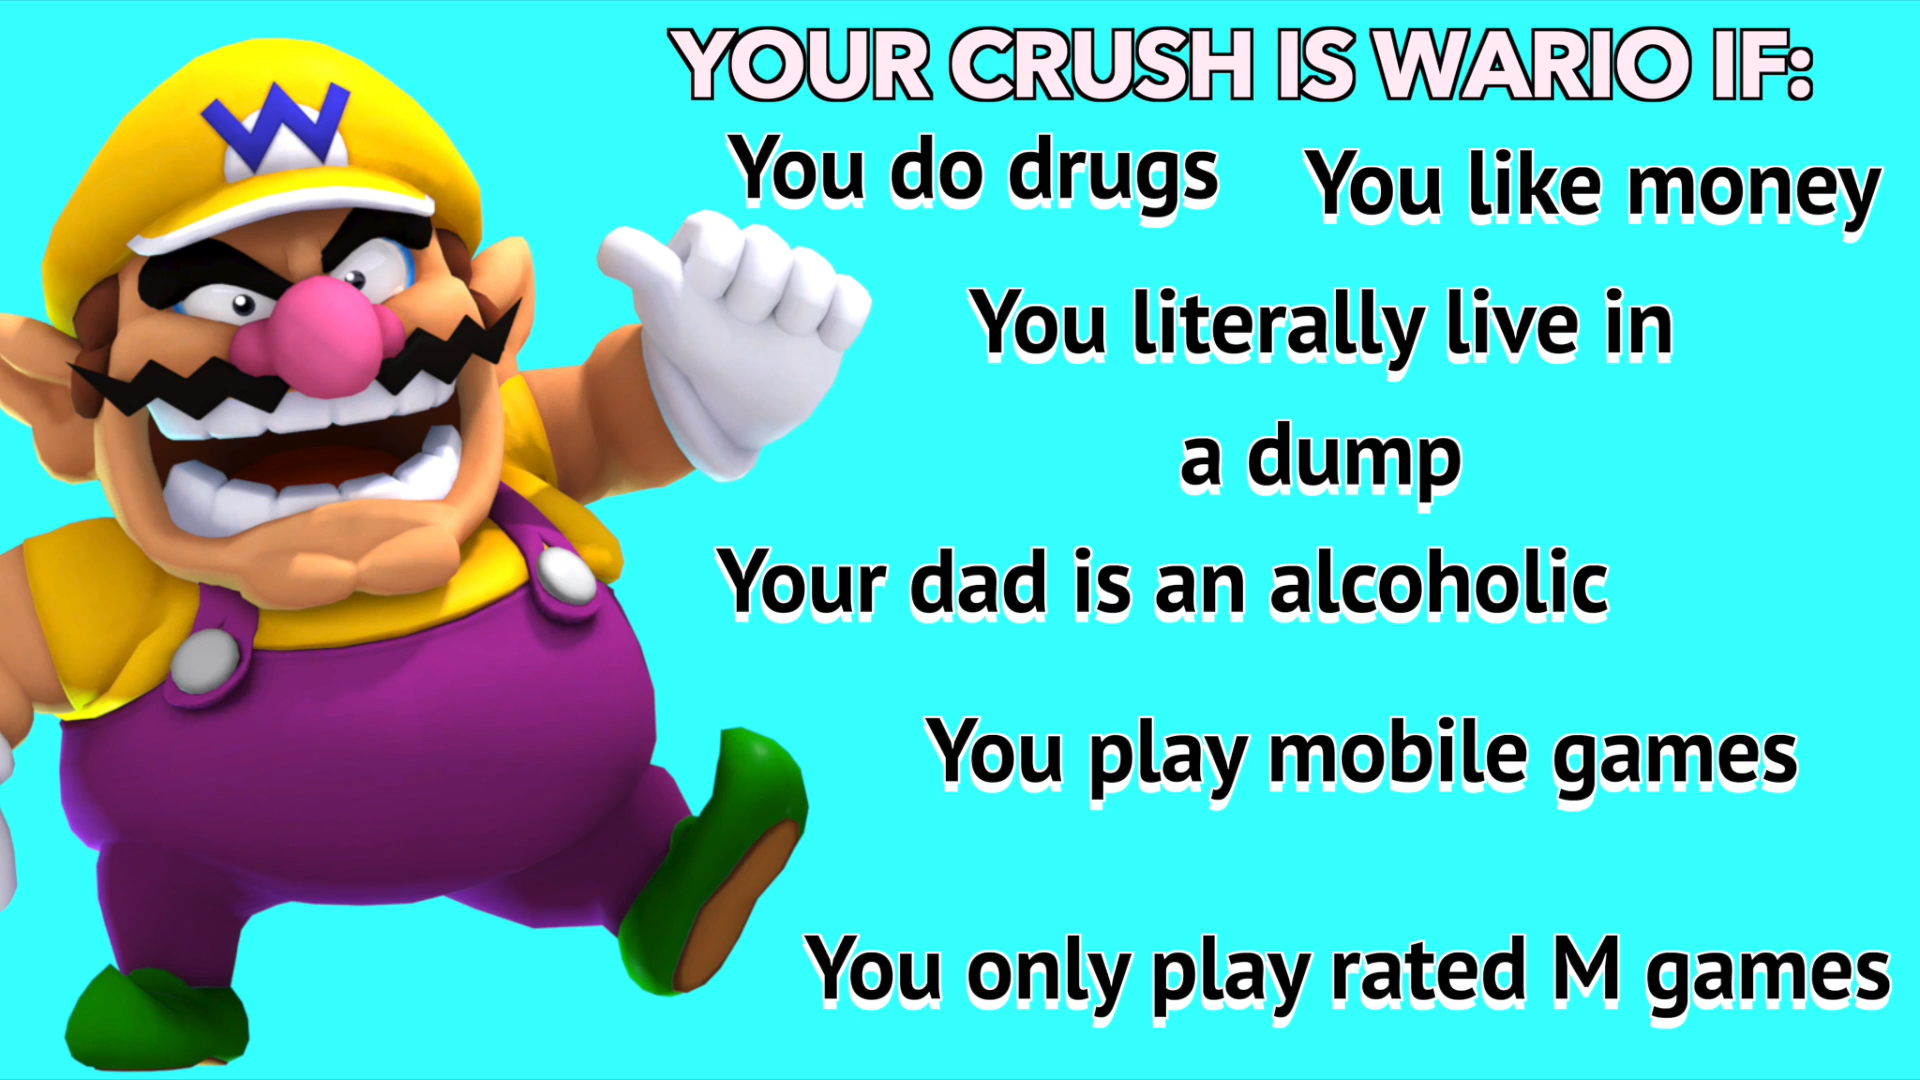 YOUR CRUSH IS WARIO IF:
You do drugs
You like money
You literally live in
a dump
Your dad is an alcoholic
You play mobile games
You only play rated M games
W